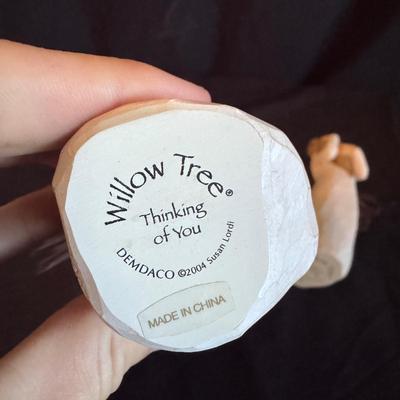 Willow Tree®
Thinking
of You
DEMDACO ©2004 Susan Lordi
MADE IN CHINA